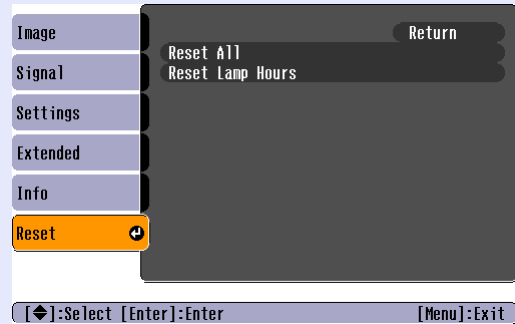 Image
Signal
Settings
Extended
Info
Reset
Return
Reset All
Reset Lamp Hours
[◆]:Select [Enter]:Enter [Menu]:Exit